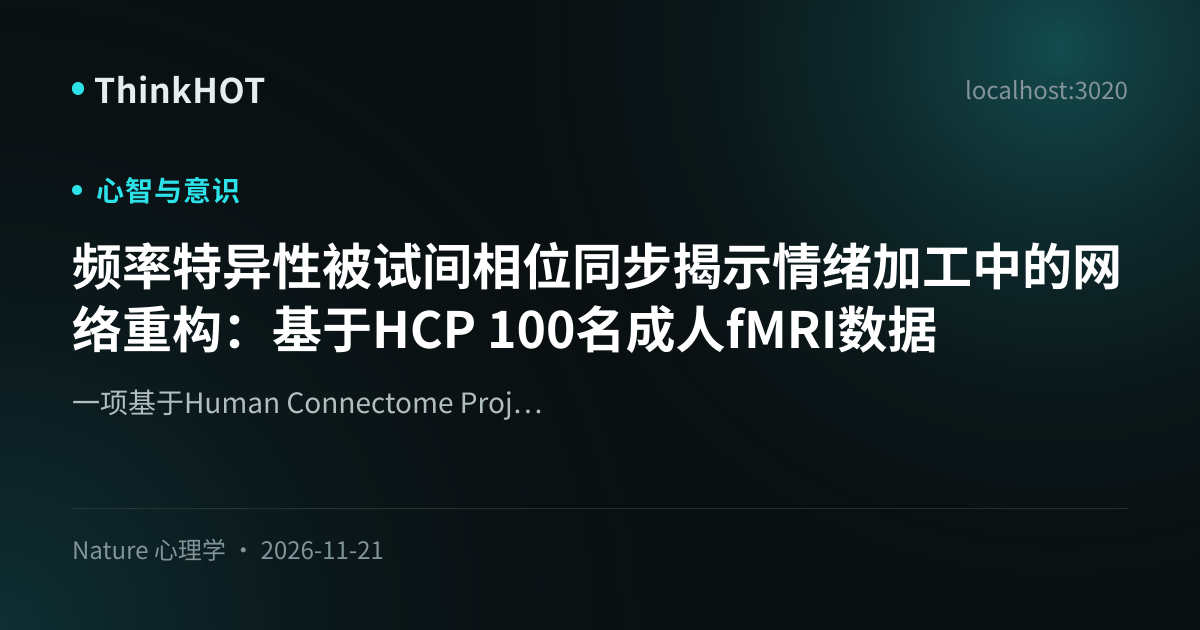 ThinkHOT
localhost:3020
心智与意识
频率特异性被试间相位同步揭示情绪加工中的网
络重构：基于HCP 100名成人fMRI数据
一项基于Human Connectome Proj…
Nature 心理学 · 2026-11-21